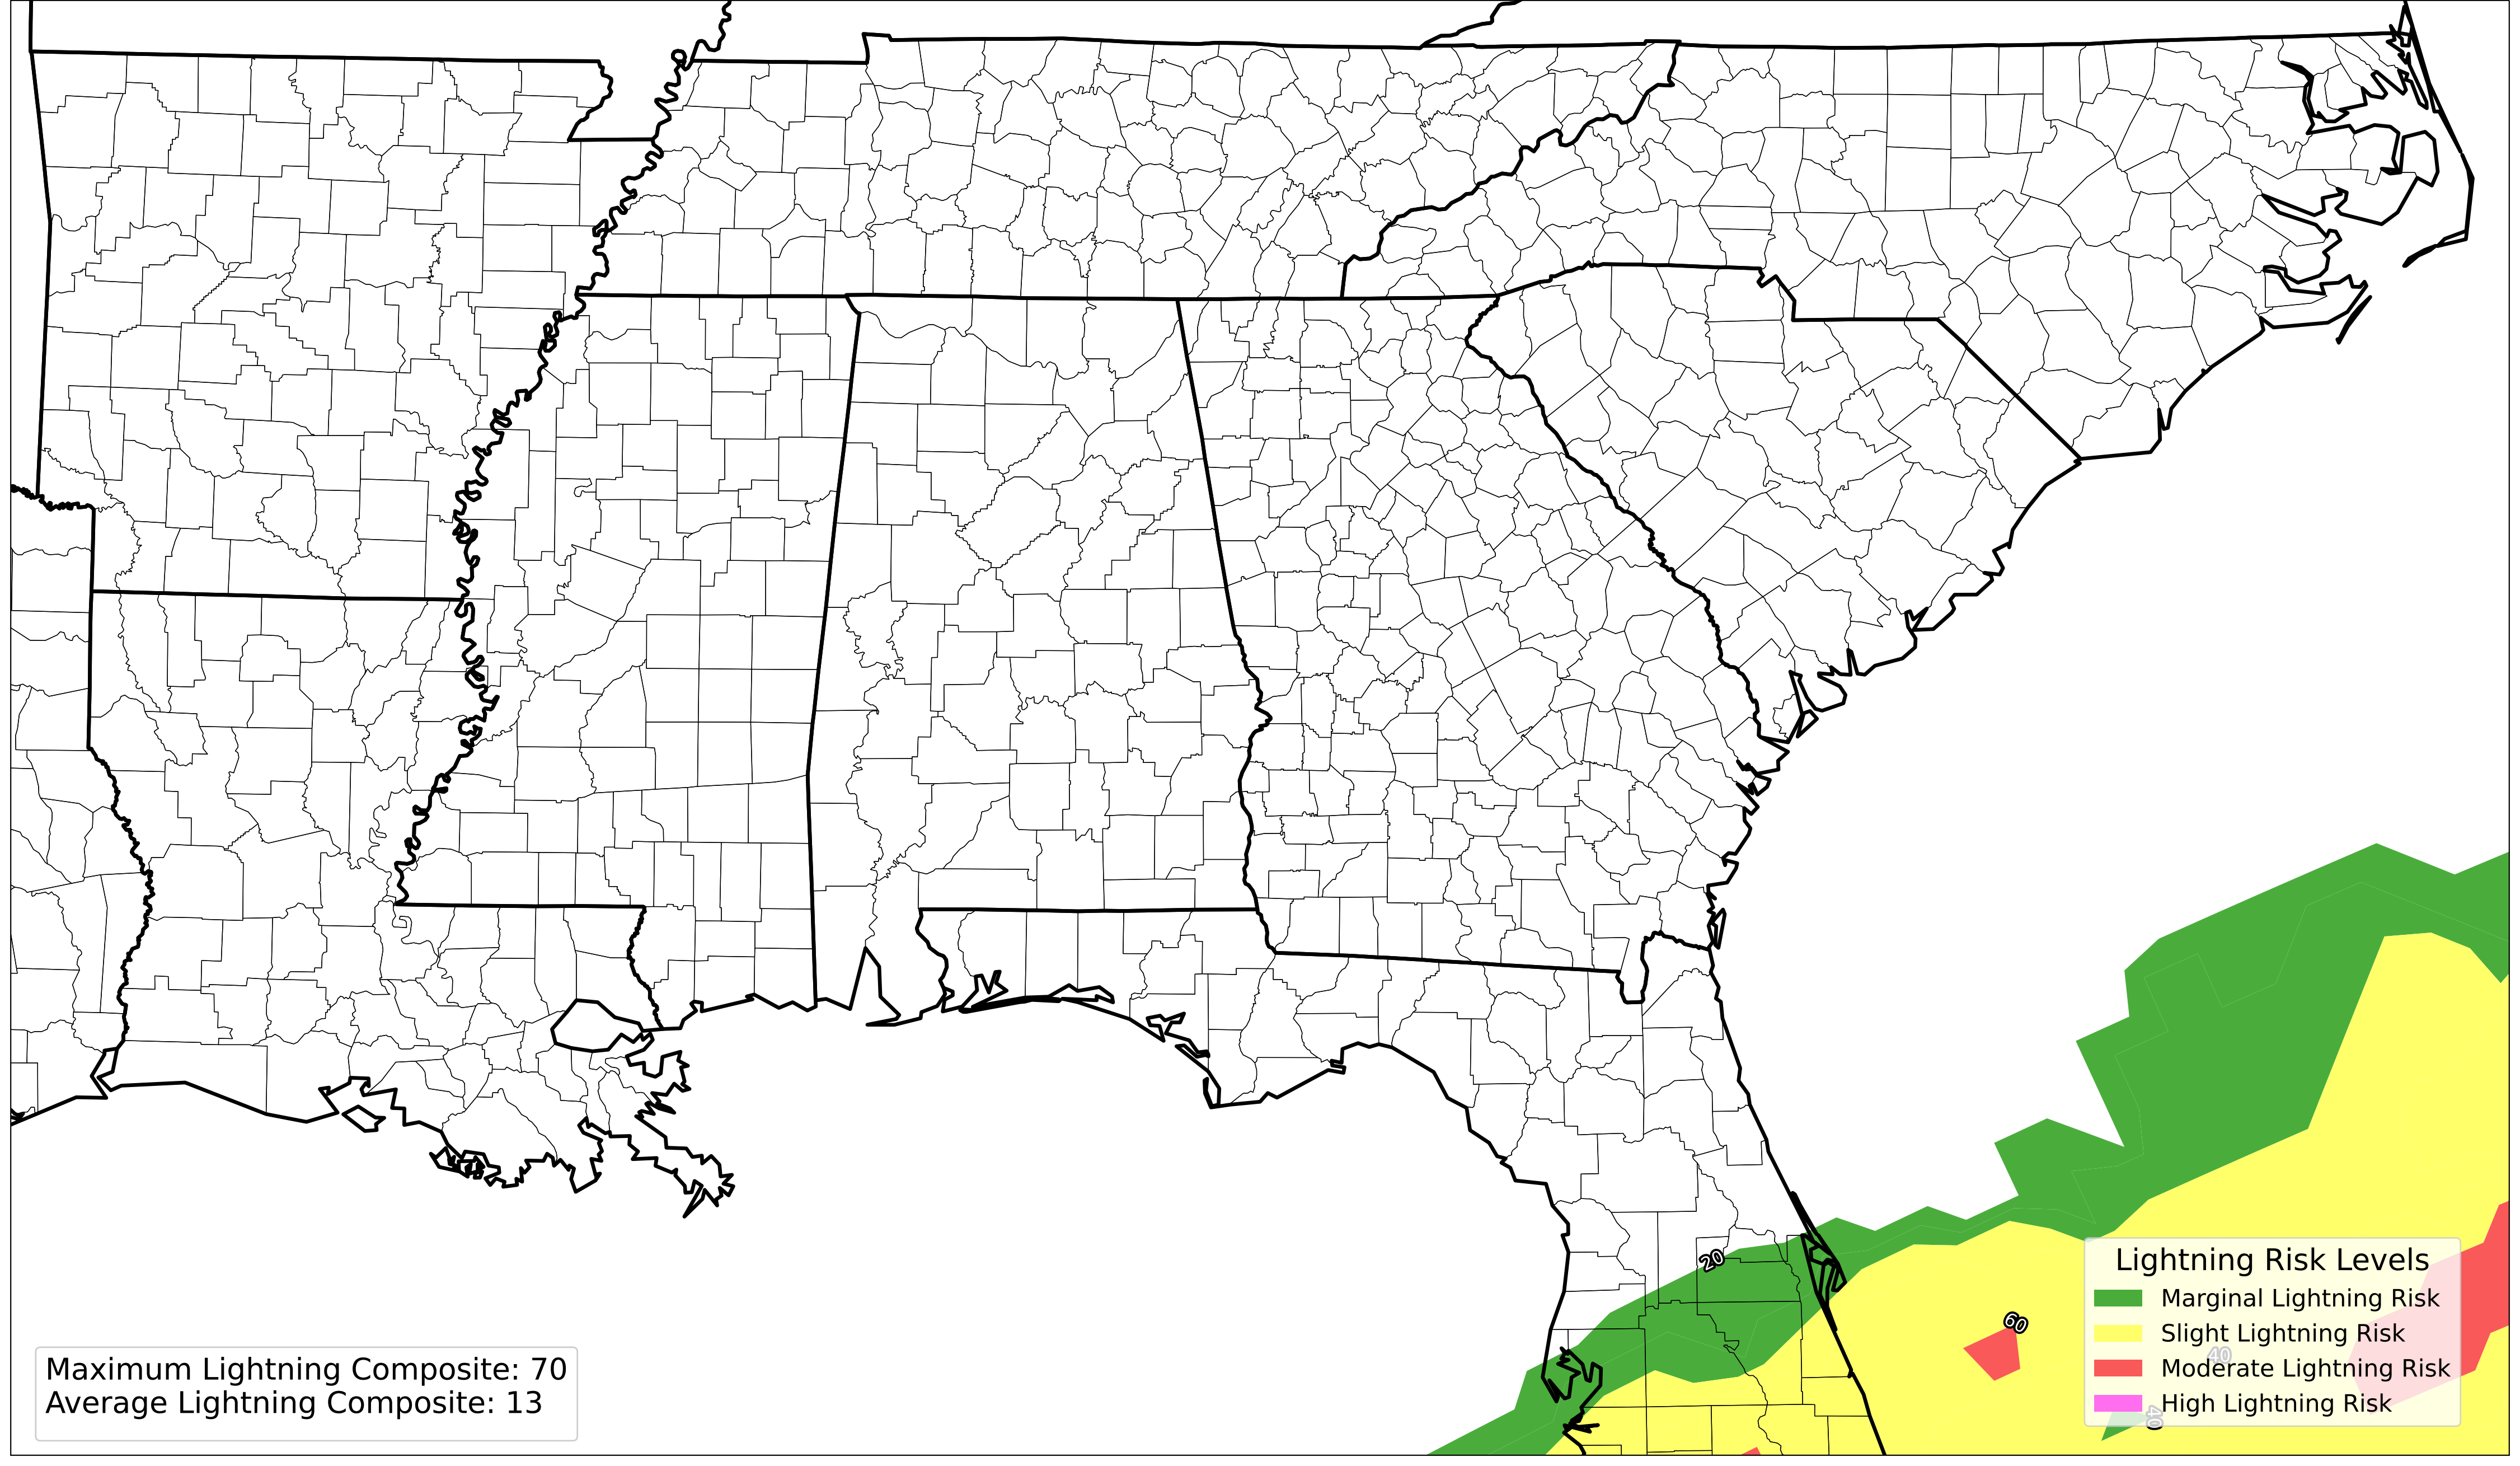 20
60
Lightning Risk Levels
Marginal Lightning Risk
Slight Lightning Risk
40
Moderate Lightning Risk
High Lightning Risk
40
Maximum Lightning Composite: 70
Average Lightning Composite: 13